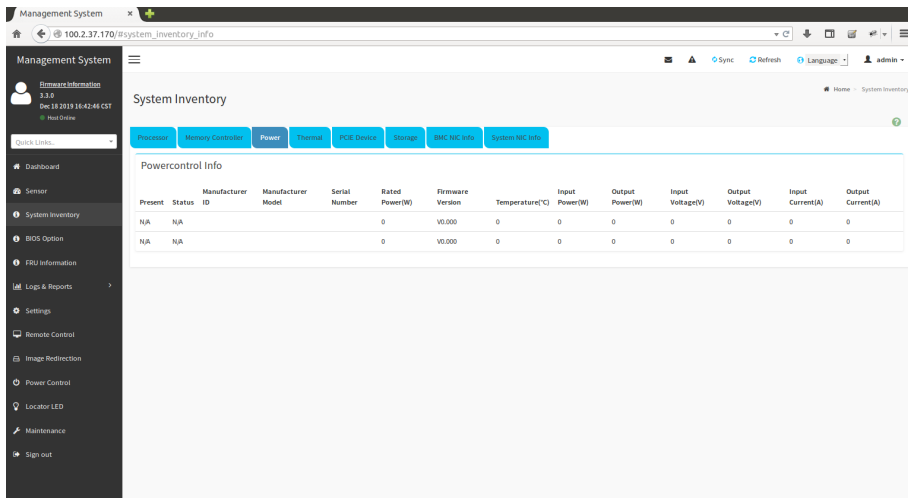 Management System
100.2.37.170/#system_inventory_info
Management System
Sync Refresh Language admin
Firmware Information
3.3.0
Dec 18 2019 16:42:46 CST
Host Online
Quick Links..
Dashboard
Sensor
System Inventory
BIOS Option
FRU Information
Logs & Reports
Settings
Remote Control
Image Redirection
Power Control
Locator LED
Maintenance
Sign out
System Inventory
Home System Inventory
Processor Memory Controller Power Thermal PCIE Device Storage BMC NIC Info System NIC Info
Powercontrol Info
Present Status Manufacturer ID Manufacturer Model Serial Number Rated Power(W) Firmware Version Temperature(°C) Input Power(W) Output Power(W) Input Voltage(V) Output Voltage(V) Input Current(A) Output Current(A)
N/A N/A 0 V0.000 0 0 0 0 0 0 0
N/A N/A 0 V0.000 0 0 0 0 0 0 0